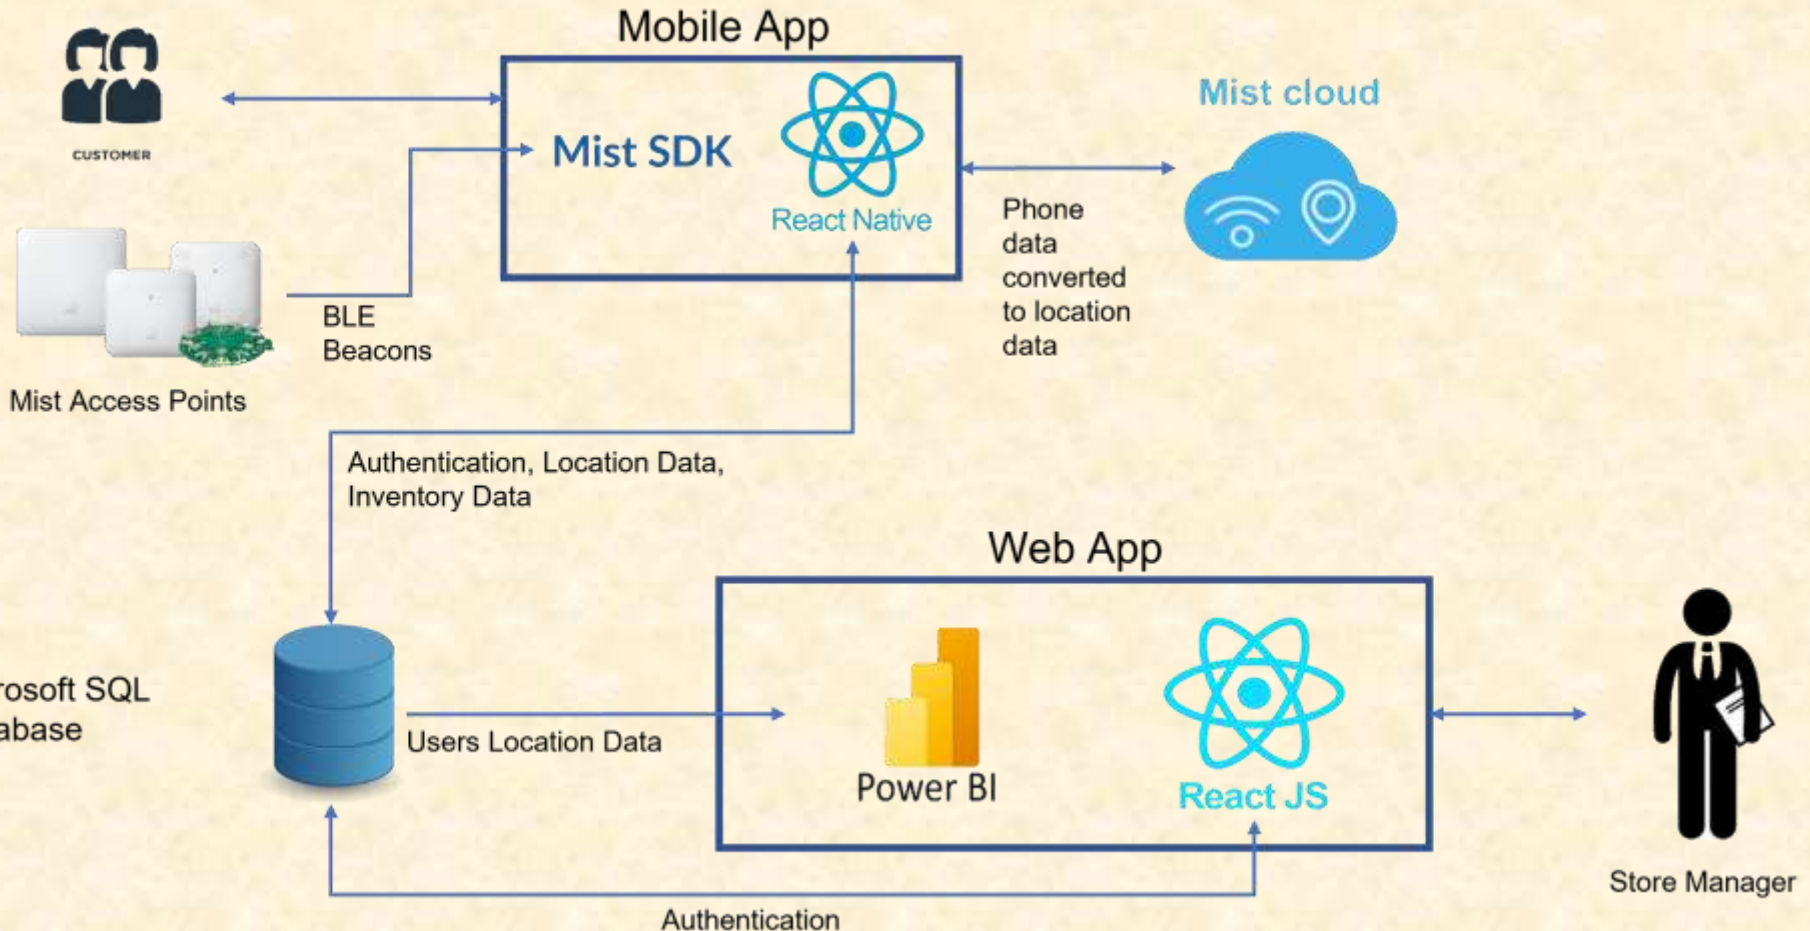 Mobile App
Mist cloud
CUSTOMER
Mist SDK
React Native
Phone
data
converted
to location
data
BLE
Beacons
Mist Access Points
Authentication, Location Data,
Inventory Data
Web App
rosoft SQL
abase
Users Location Data
Power BI
React JS
Store Manager
Authentication